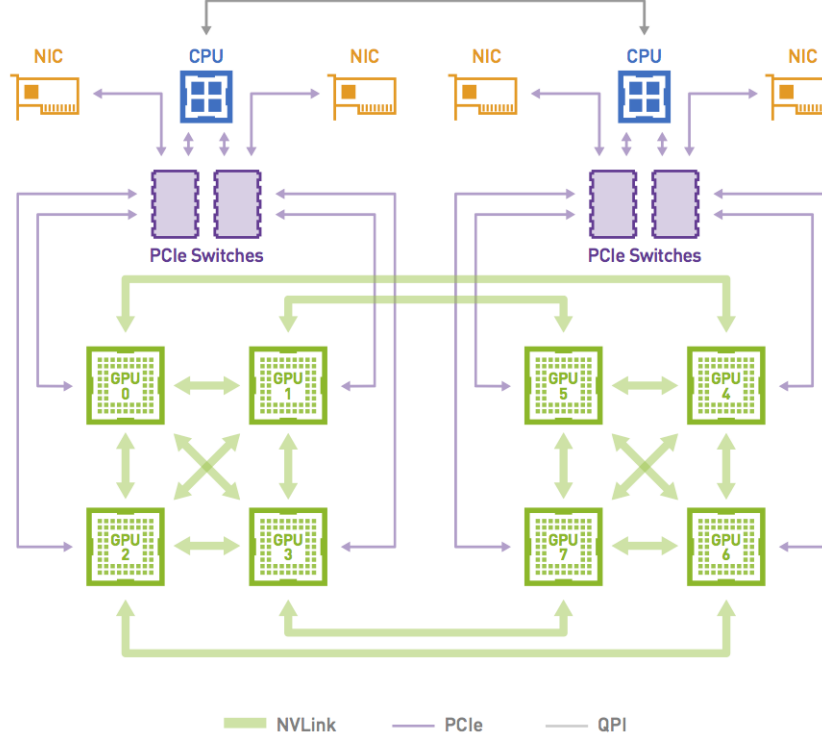 NIC
CPU
NIC
NIC
CPU
NIC
PCIe Switches
PCIe Switches
GPU
0
GPU
1
GPU
5
GPU
4
GPU
2
GPU
3
GPU
7
GPU
6
NVLink
PCIe
QPI